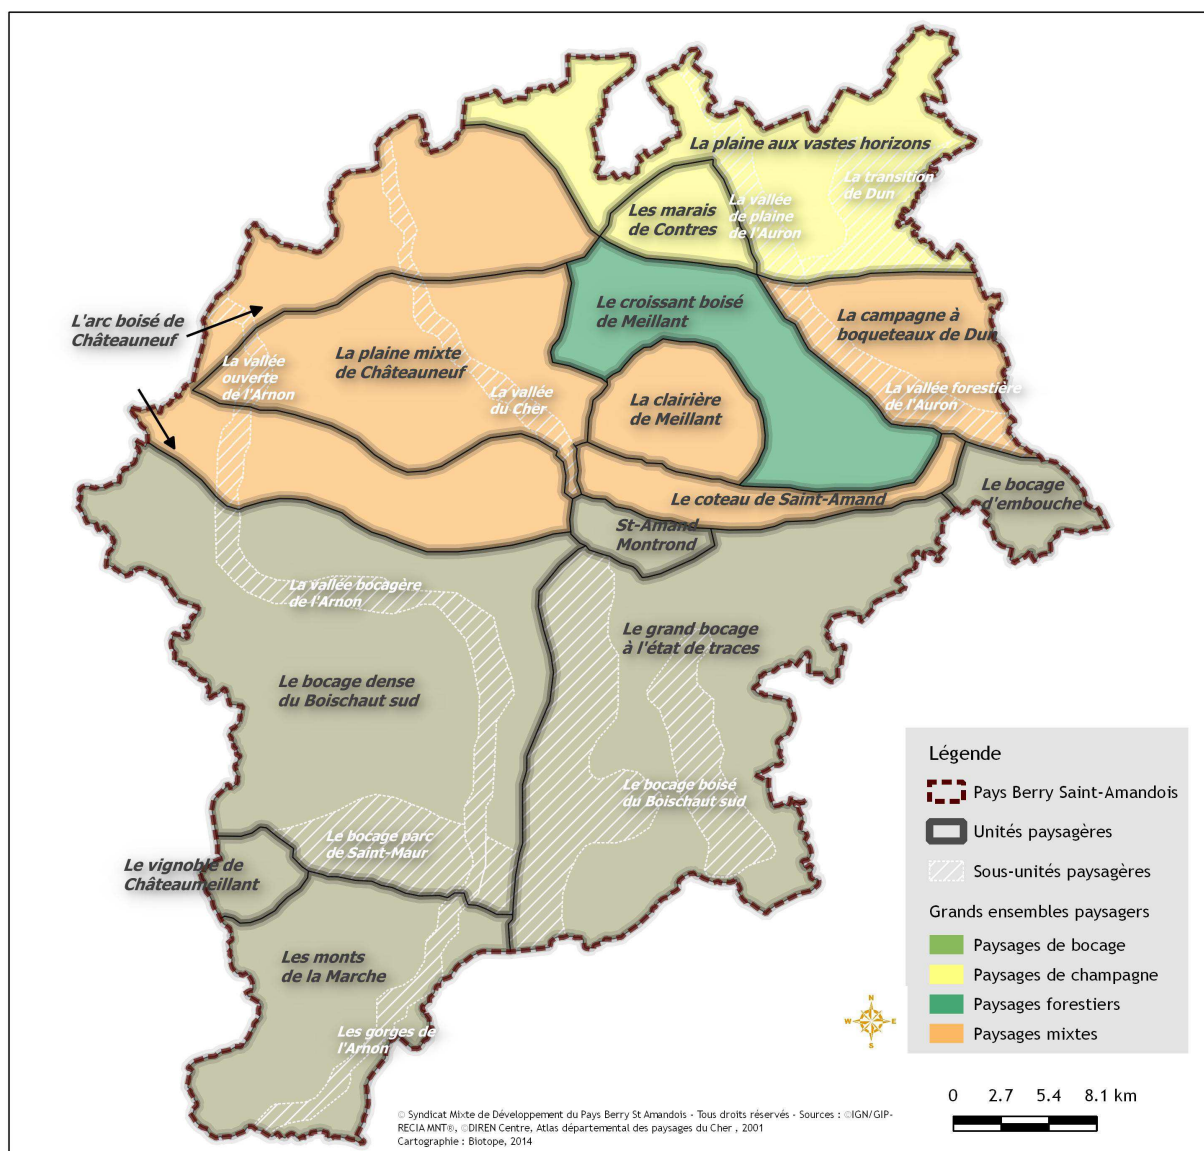 La plaine aux vastes horizons
La transition
de Dun
La vallée
de plaine
de l'Auron
Les marais
de Contres
Le croissant boisé
de Meillant
La campagne à
boqueteaux de Dun
L'arc boisé de
Châteauneuf
La plaine mixte
de Châteauneuf
La vallée
ouverte
de l'Arnon
La vallée
du Cher
La clairière
de Meillant
La vallée forestière
de l'Auron
Le coteau de Saint-Amand
Le bocage
d'embouche
St-Amand
Montrond
La vallée bocagère
de l'Arnon
Le grand bocage
à l'état de traces
Le bocage dense
du Boischaut sud
Le bocage boisé
du Boischaut sud
Le bocage parc
de Saint-Maur
Le vignoble de
Châteaumeillant
Les monts
de la Marche
Les gorges de
l'Arnon
Légende
Pays Berry Saint-Amandois
Unités paysagères
Sous-unités paysagères
Grands ensembles paysagers
Paysages de bocage
Paysages de champagne
Paysages forestiers
Paysages mixtes
N
W E
S
0 2.7 5.4 8.1 km
© Syndicat Mixte de Développement du Pays Berry St Amandois - Tous droits réservés - Sources : ©IGN/GIP-
RECIA MNT®, ©DIREN Centre, Atlas départemental des paysages du Cher , 2001
Cartographie : Biotope, 2014